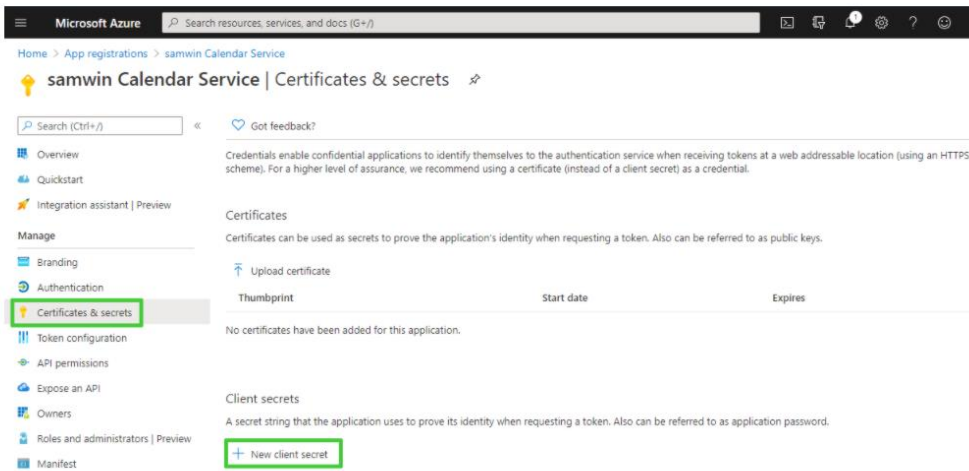 Microsoft Azure
Search resources, services, and docs (G+/)
1
Home > App registrations > samwin Calendar Service
samwin Calendar Service | Certificates & secrets
Search (Ctrl+/)
«
Overview
Quickstart
Integration assistant | Preview
Manage
Branding
Authentication
Certificates & secrets
Token configuration
API permissions
Expose an API
Owners
Roles and administrators | Preview
Manifest
Got feedback?
Credentials enable confidential applications to identify themselves to the authentication service when receiving tokens at a web addressable location (using an HTTPS
scheme). For a higher level of assurance, we recommend using a certificate (instead of a client secret) as a credential.
Certificates
Certificates can be used as secrets to prove the application's identity when requesting a token. Also can be referred to as public keys.
Upload certificate
Thumbprint Start date Expires
No certificates have been added for this application.
Client secrets
A secret string that the application uses to prove its identity when requesting a token. Also can be referred to as application password.
+ New client secret